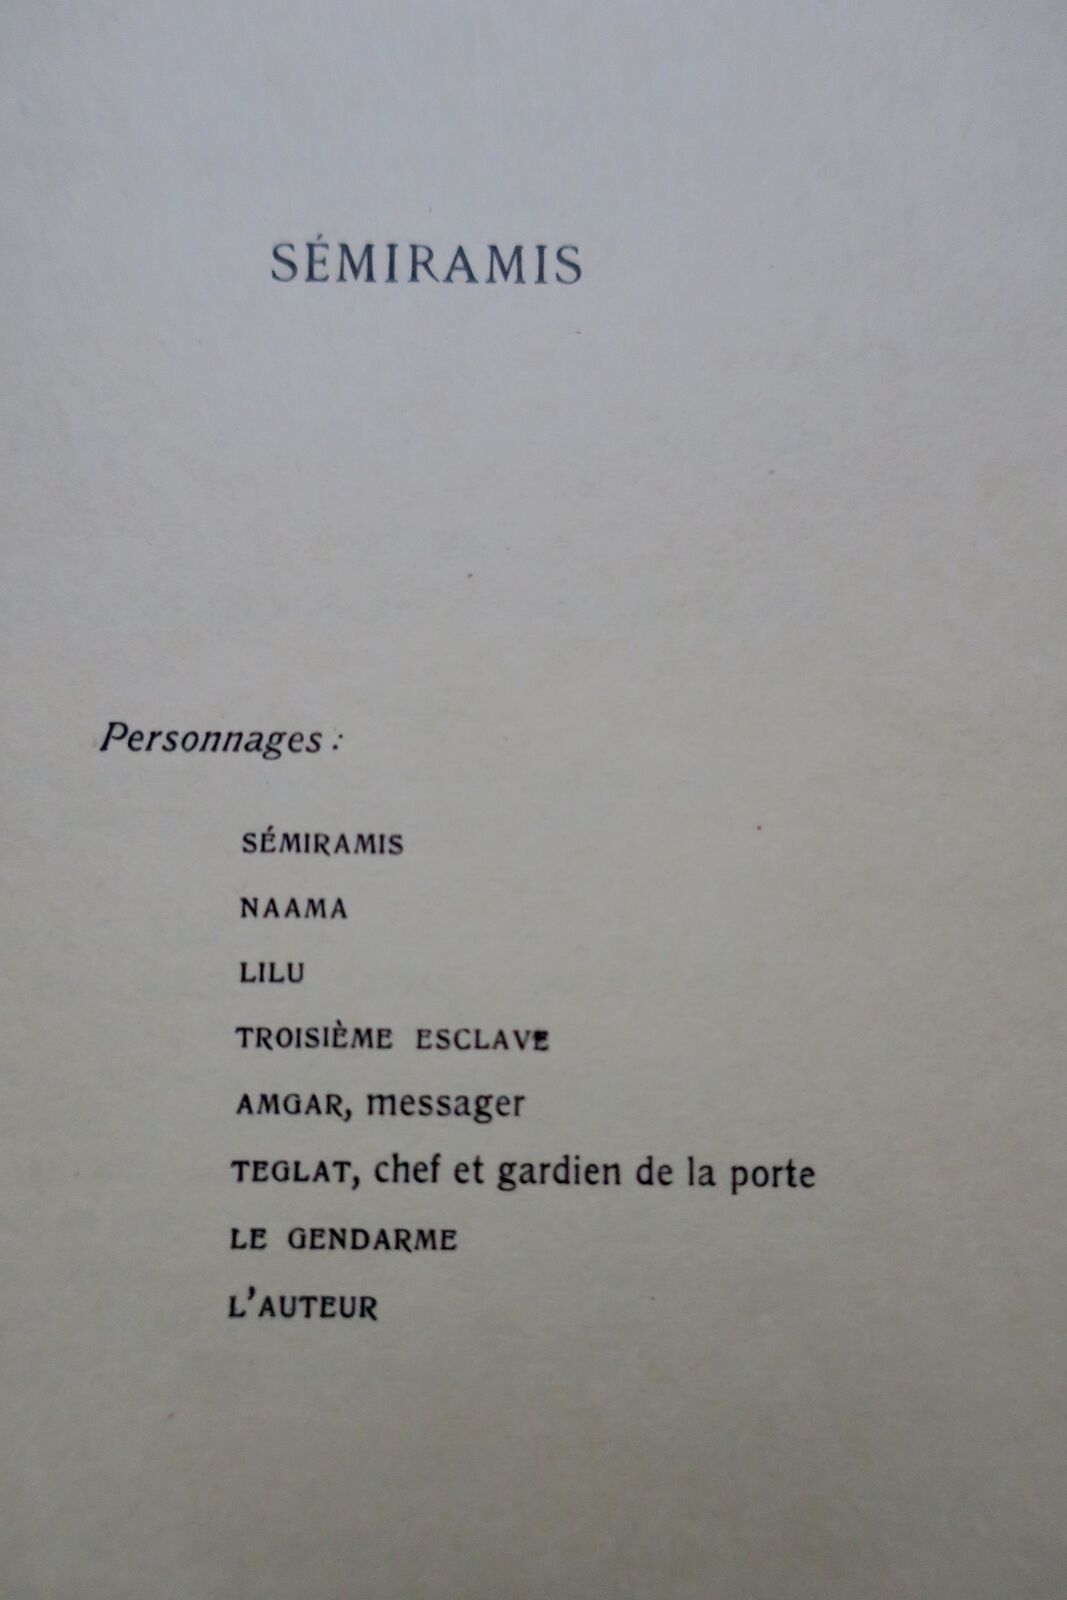 SÉMIRAMIS
Personnages :
SÉMIRAMIS
NAAMA
LILU
TROISIÈME ESCLAVE
AMGAR, messager
TEGLAT, chef et gardien de la porte
LE GENDARME
L'AUTEUR